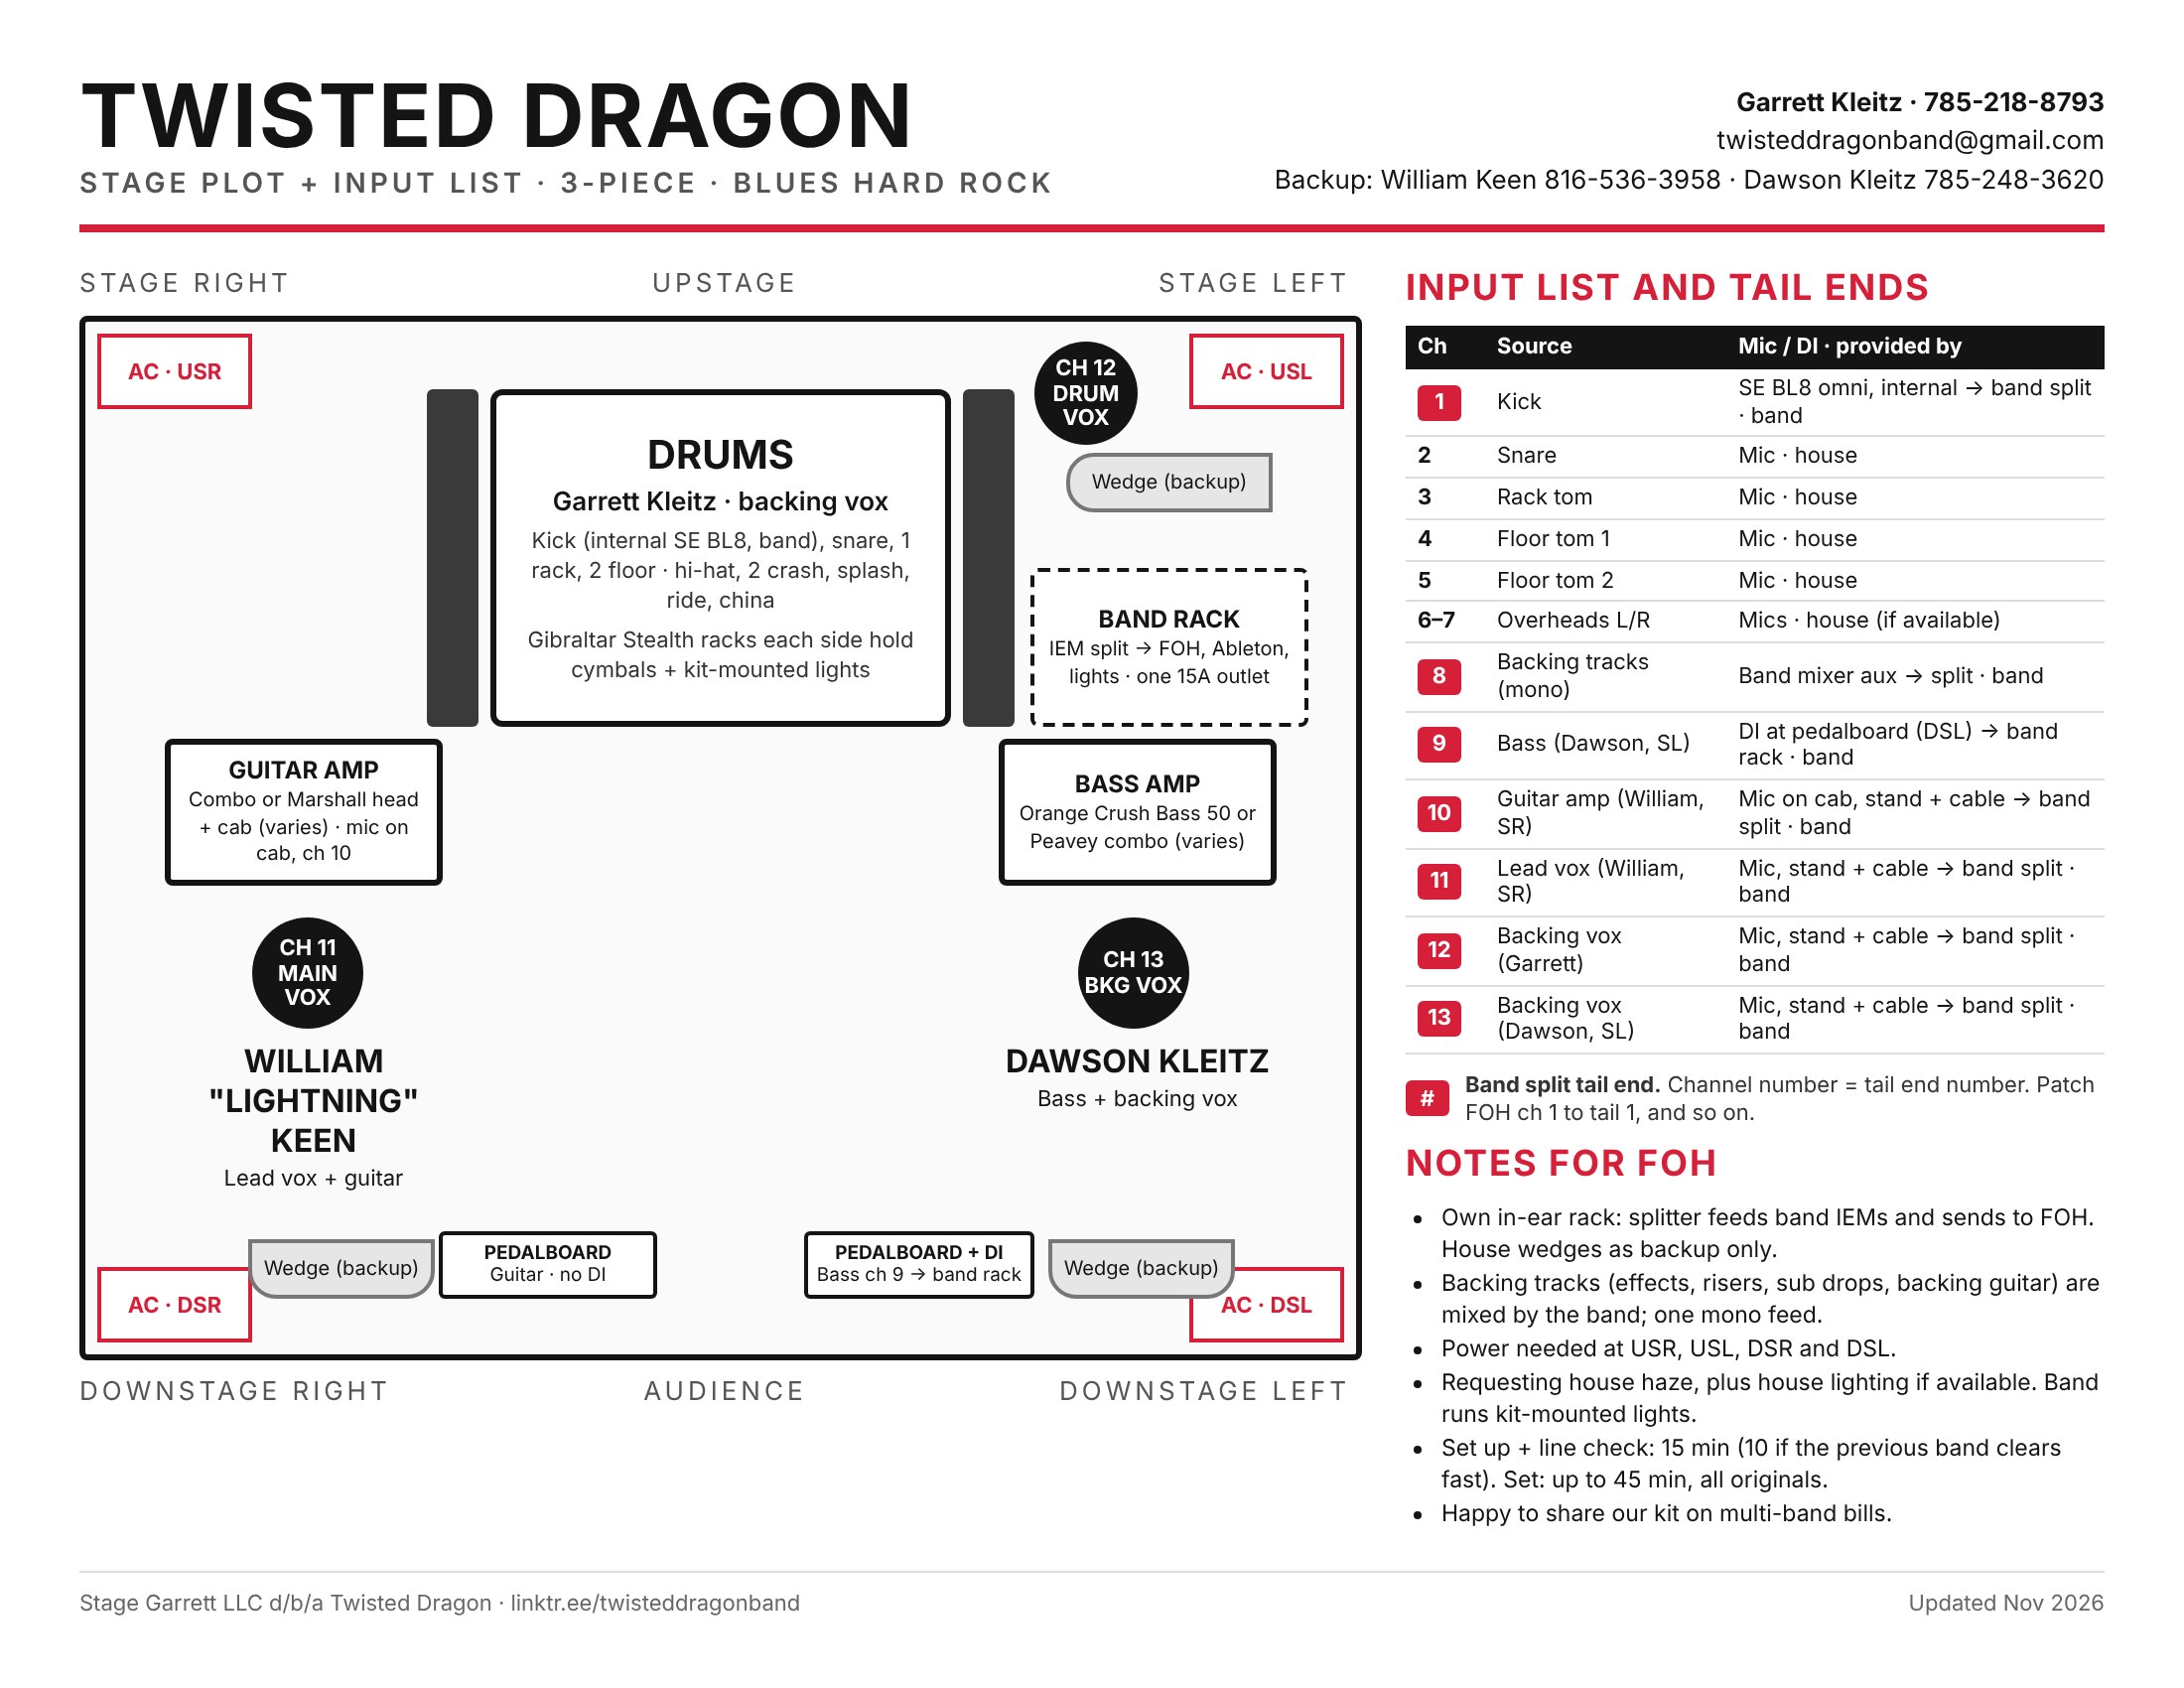 TWISTED DRAGON
STAGE PLOT + INPUT LIST · 3-PIECE · BLUES HARD ROCK
Garrett Kleitz · 785-218-8793
twisteddragonband@gmail.com
Backup: William Keen 816-536-3958 · Dawson Kleitz 785-248-3620
STAGE RIGHT
UPSTAGE
STAGE LEFT
AC · USR
CH 12
DRUM
VOX
AC · USL
Wedge (backup)
DRUMS
Garrett Kleitz · backing vox
Kick (internal SE BL8, band), snare, 1
rack, 2 floor · hi-hat, 2 crash, splash,
ride, china
Gibraltar Stealth racks each side hold
cymbals + kit-mounted lights
BAND RACK
IEM split → FOH, Ableton,
lights · one 15A outlet
GUITAR AMP
Combo or Marshall head
+ cab (varies) · mic on
cab, ch 10
BASS AMP
Orange Crush Bass 50 or
Peavey combo (varies)
CH 11
MAIN
VOX
CH 13
BKG VOX
WILLIAM
"LIGHTNING"
KEEN
Lead vox + guitar
DAWSON KLEITZ
Bass + backing vox
AC · DSR
Wedge (backup)
PEDALBOARD
Guitar · no DI
PEDALBOARD + DI
Bass ch 9 → band rack
Wedge (backup)
AC · DSL
DOWNSTAGE RIGHT
AUDIENCE
DOWNSTAGE LEFT
INPUT LIST AND TAIL ENDS
Ch Source Mic / DI · provided by
1 Kick SE BL8 omni, internal → band split
· band
2 Snare Mic · house
3 Rack tom Mic · house
4 Floor tom 1 Mic · house
5 Floor tom 2 Mic · house
6–7 Overheads L/R Mics · house (if available)
8 Backing tracks
(mono) Band mixer aux → split · band
9 Bass (Dawson, SL) DI at pedalboard (DSL) → band
rack · band
10 Guitar amp (William, Mic on cab, stand + cable → band
SR) split · band
11 Lead vox (William, Mic, stand + cable → band split ·
SR) band
12 Backing vox Mic, stand + cable → band split ·
(Garrett) band
13 Backing vox Mic, stand + cable → band split ·
(Dawson, SL) band
# Band split tail end. Channel number = tail end number. Patch
FOH ch 1 to tail 1, and so on.
NOTES FOR FOH
• Own in-ear rack: splitter feeds band IEMs and sends to FOH.
House wedges as backup only.
• Backing tracks (effects, risers, sub drops, backing guitar) are
mixed by the band; one mono feed.
• Power needed at USR, USL, DSR and DSL.
• Requesting house haze, plus house lighting if available. Band
runs kit-mounted lights.
• Set up + line check: 15 min (10 if the previous band clears
fast). Set: up to 45 min, all originals.
• Happy to share our kit on multi-band bills.
Stage Garrett LLC d/b/a Twisted Dragon · linktr.ee/twisteddragonband
Updated Nov 2026